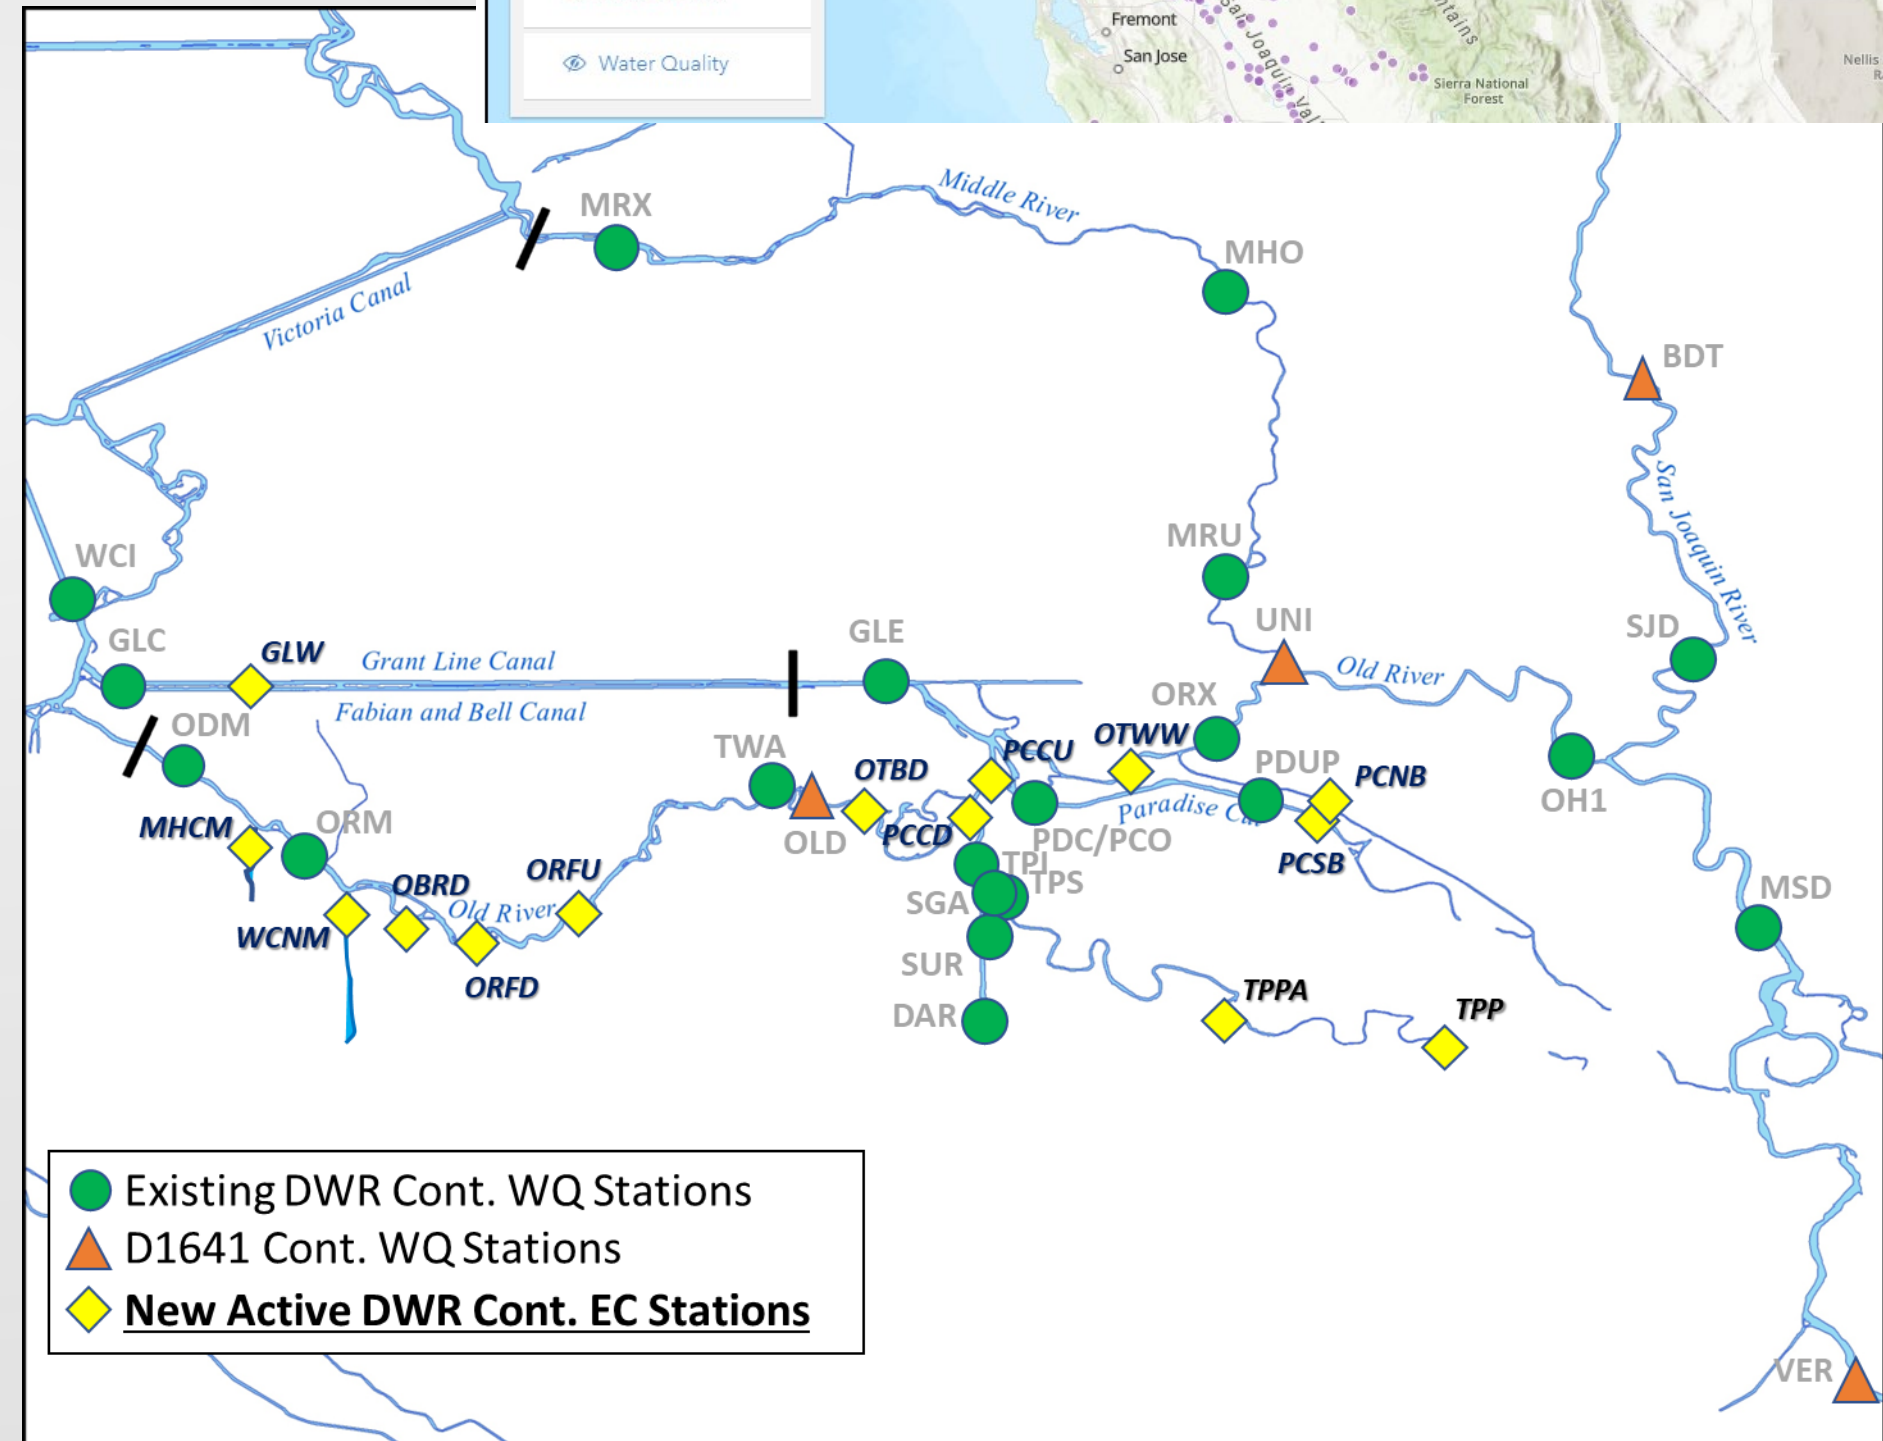 Water Quality
Fremont
San Jose
San Joaquin Val
ntains
Sierra National
Forest
Nellis
R
MRX
Middle River
MHO
Victoria Canal
BDT
San Joaquin River
WCI
MRU
UNI
SJD
GLC
GLW
Grant Line Canal
GLE
Old River
Fabian and Bell Canal
ORX
ODM
TWA
OTBD
PCCU
OTWW
PDUP
PCNB
OH1
MHCM
ORM
OLD
PCCD
Paradise Cut
PDC/PCO
PCSB
TPI
TPS
ORFU
OBRD
Old River
SGA
MSD
WCNM
SUR
ORFD
DAR
TPPA
TPP
Existing DWR Cont. WQ Stations
D1641 Cont. WQ Stations
New Active DWR Cont. EC Stations
VER